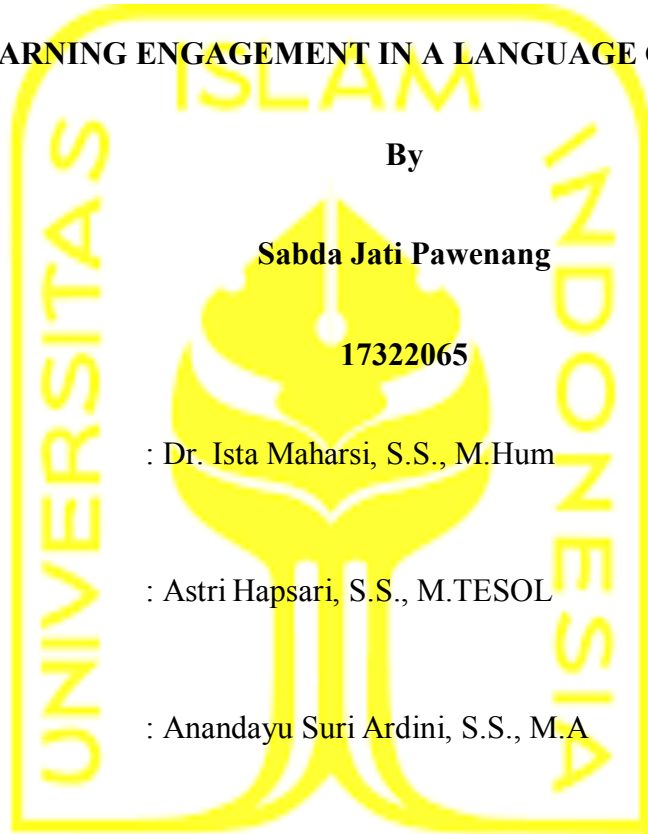 ARNING ENGAGEMENT IN A LANGUAGE
ISLAM
By
Sabda Jati Pawenang
17322065
: Dr. Ista Maharsi, S.S., M.Hum
: Astri Hapsari, S.S., M.TESOL
: Anandayu Suri Ardini, S.S., M.A
UNIVERSITAS
INDONESIA